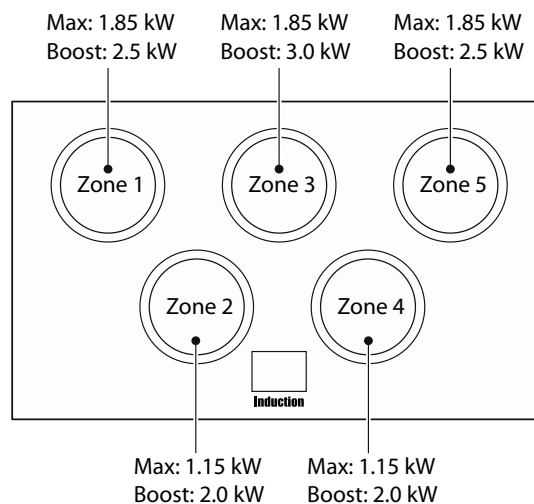 Max: 1.85 kW
Boost: 2.5 kW
Max: 1.85 kW
Boost: 3.0 kW
Max: 1.85 kW
Boost: 2.5 kW
Zone 1
Zone 3
Zone 5
Zone 2
Zone 4
Induction
Max: 1.15 kW
Boost: 2.0 kW
Max: 1.15 kW
Boost: 2.0 kW